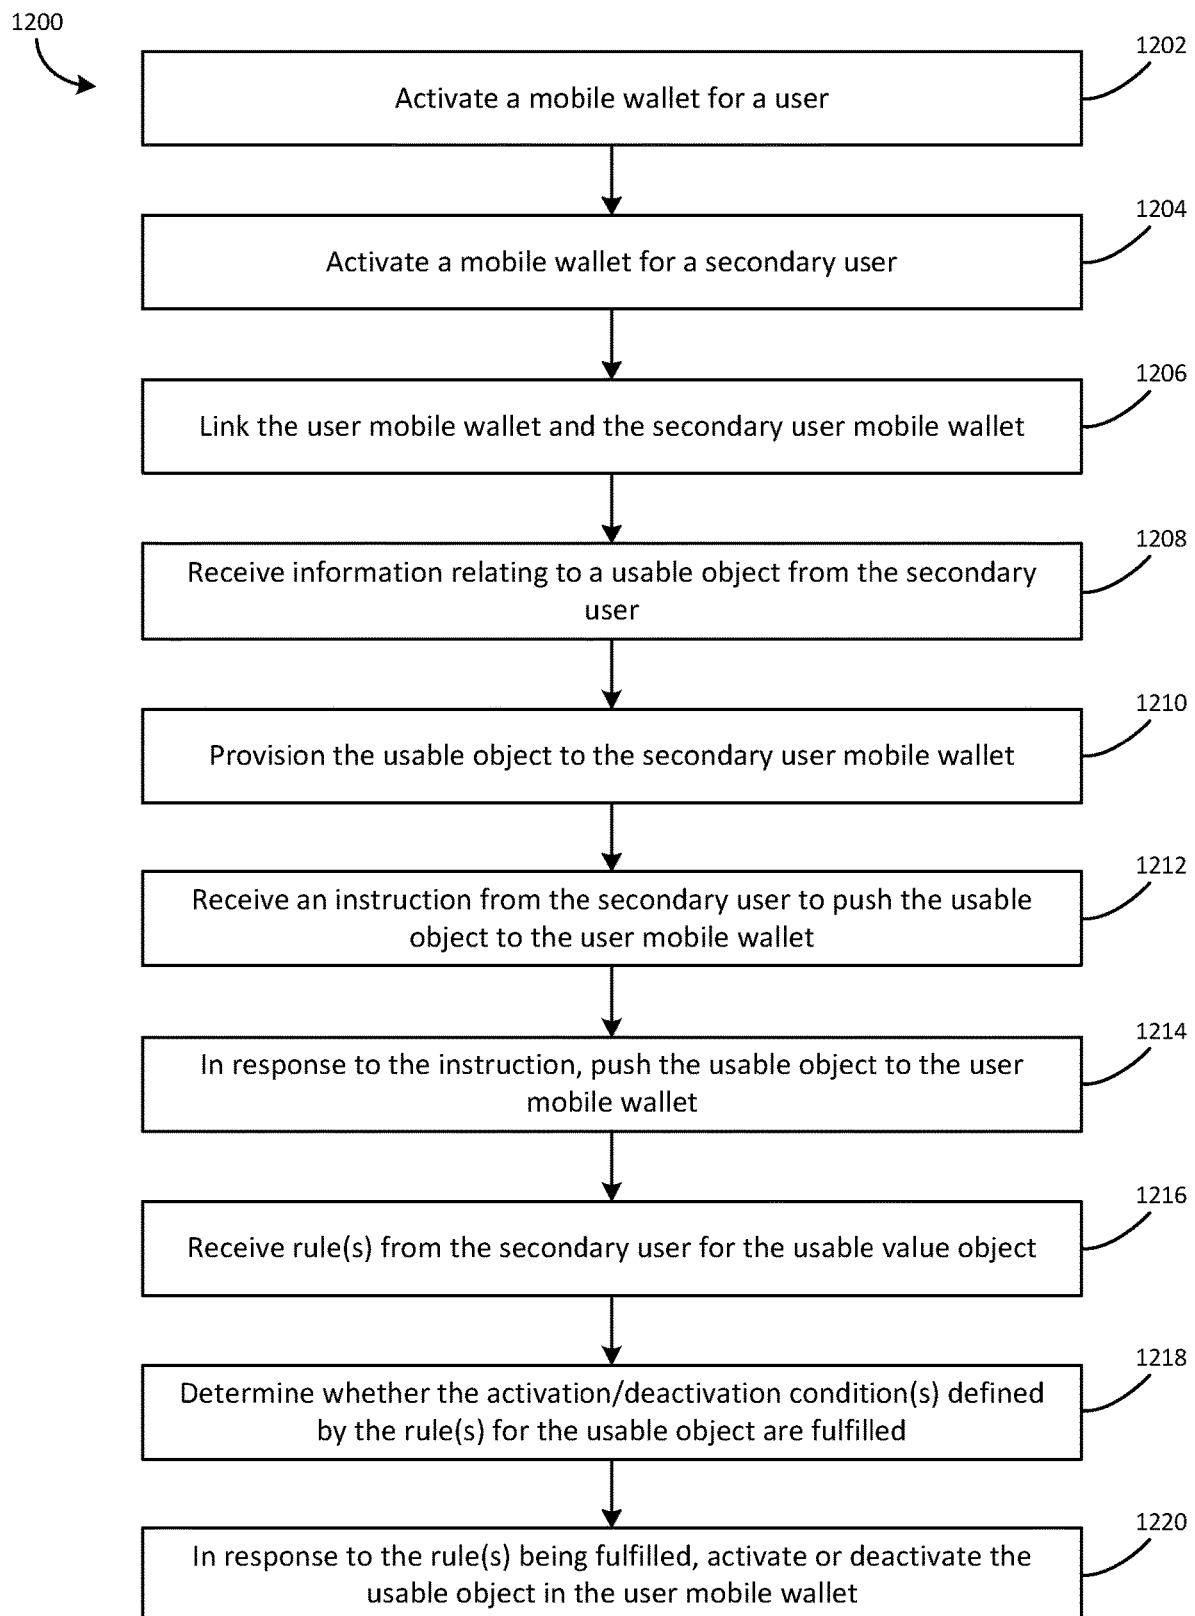 1200
1202
Activate a mobile wallet for a user
1204
Activate a mobile wallet for a secondary user
1206
Link the user mobile wallet and the secondary user mobile wallet
1208
Receive information relating to a usable object from the secondary
user
1210
Provision the usable object to the secondary user mobile wallet
1212
Receive an instruction from the secondary user to push the usable
object to the user mobile wallet
1214
In response to the instruction, push the usable object to the user
mobile wallet
1216
Receive rule(s) from the secondary user for the usable value object
1218
Determine whether the activation/deactivation condition(s) defined
by the rule(s) for the usable object are fulfilled
1220
In response to the rule(s) being fulfilled, activate or deactivate the
usable object in the user mobile wallet